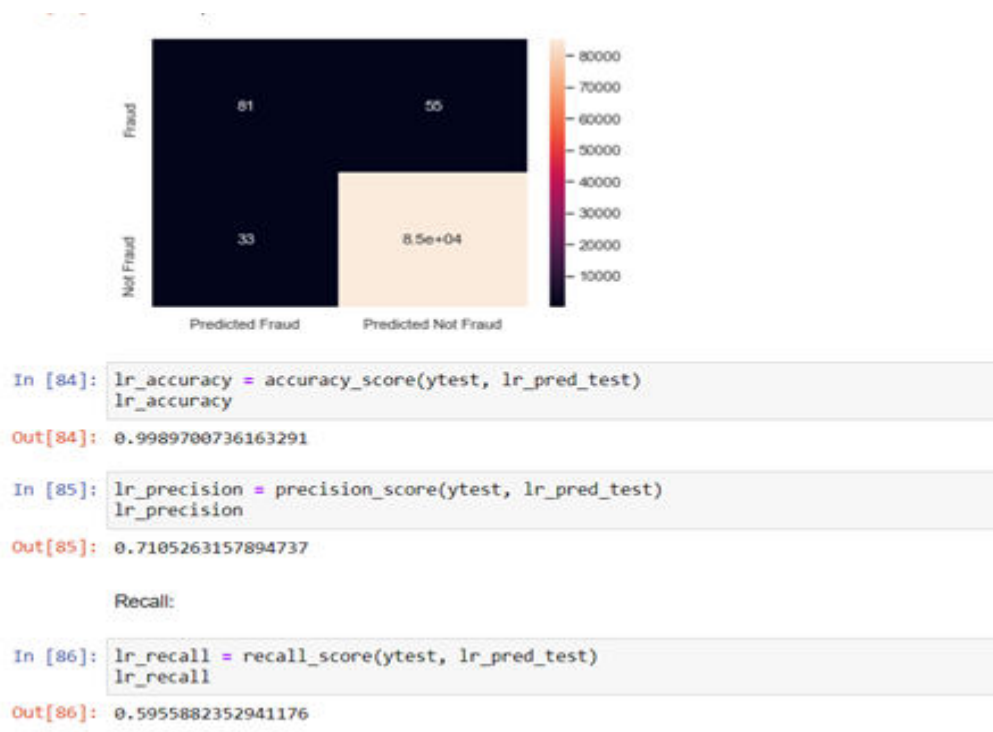 80000
Fraud
81
55
70000
60000
50000
40000
30000
Not Fraud
33
8.5e+04
20000
10000
Predicted Fraud
Predicted Not Fraud
In [84]: lr_accuracy = accuracy_score(ytest, lr_pred_test)
lr_accuracy
Out[84]: 0.9989700736163291
In [85]: lr_precision = precision_score(ytest, lr_pred_test)
lr_precision
Out[85]: 0.7105263157894737
Recall:
In [86]: lr_recall = recall_score(ytest, lr_pred_test)
lr_recall
Out[86]: 0.5955882352941176